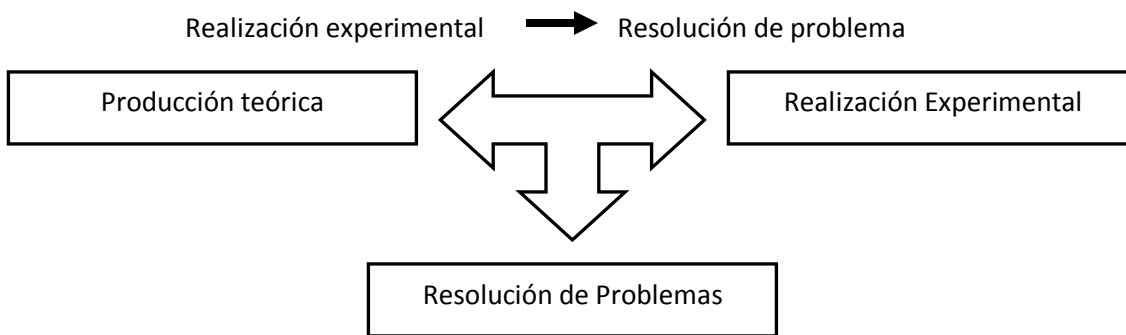 Realización experimental Resolución de problema
Producción teórica
Realización Experimental
Resolución de Problemas